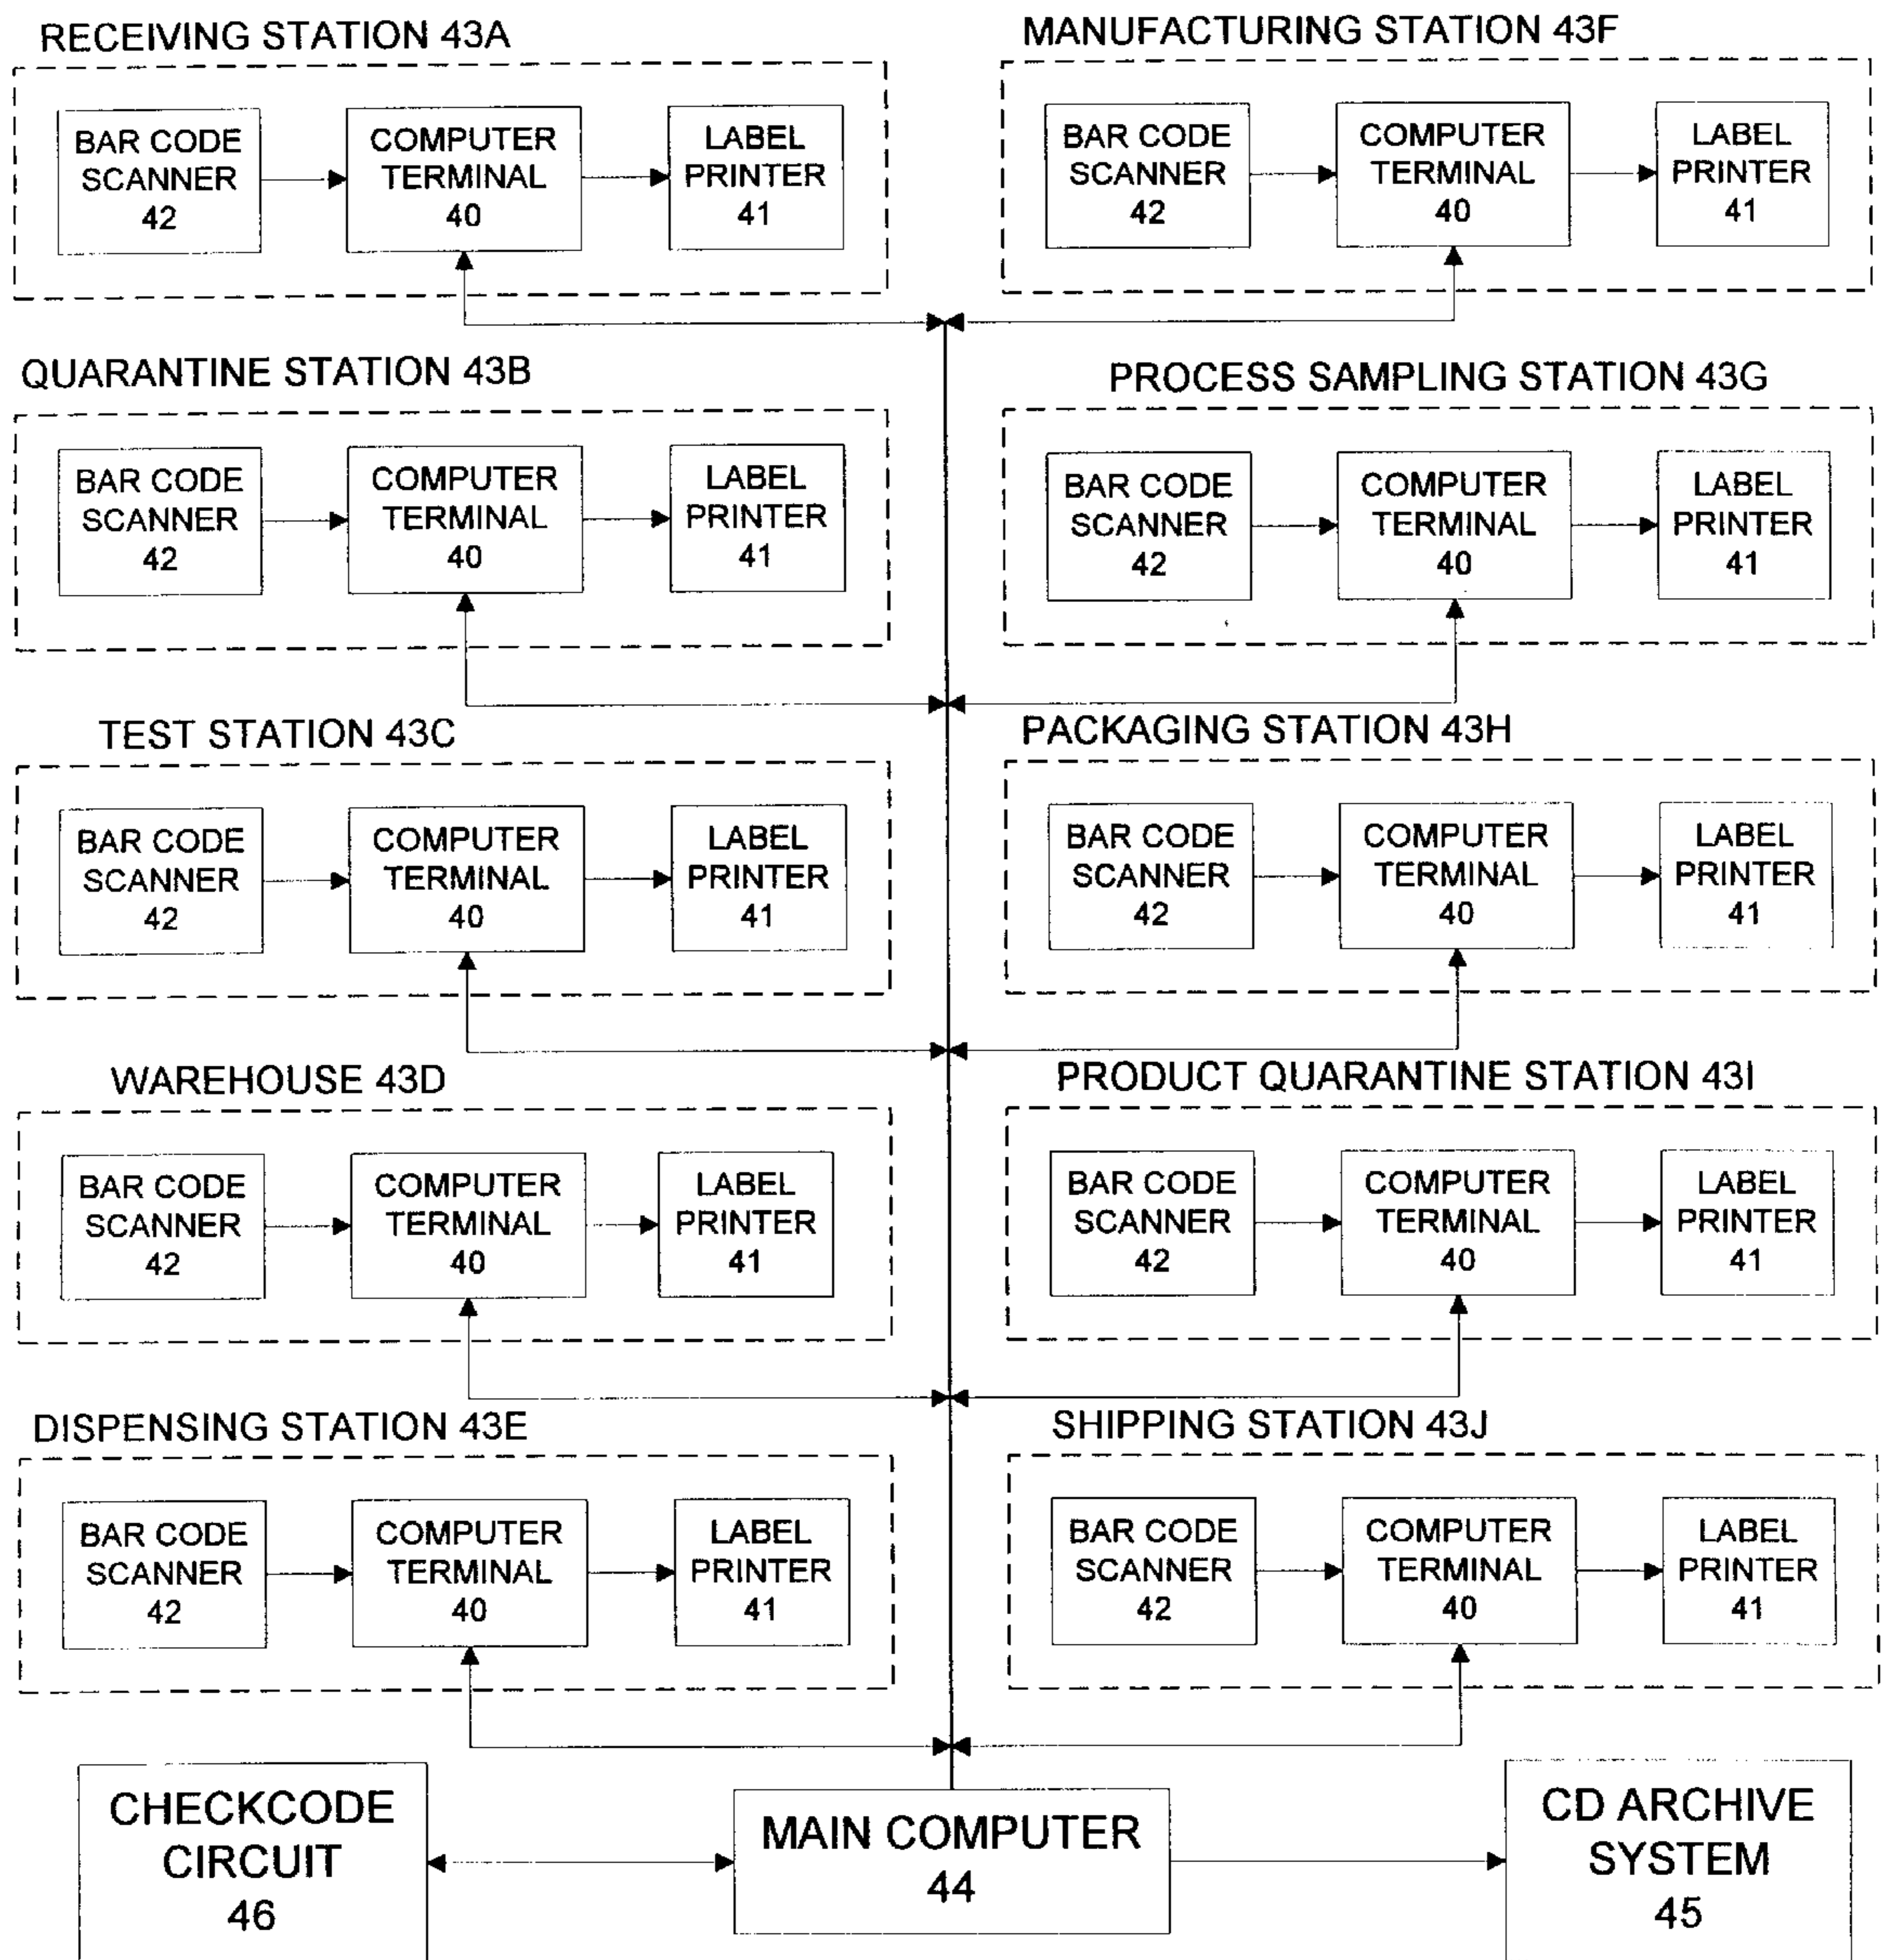 RECEIVING STATION 43A
BAR CODE
SCANNER
42
COMPUTER
TERMINAL
40
LABEL
PRINTER
41
MANUFACTURING STATION 43F
BAR CODE
SCANNER
42
COMPUTER
TERMINAL
40
LABEL
PRINTER
41
QUARANTINE STATION 43B
BAR CODE
SCANNER
42
COMPUTER
TERMINAL
40
LABEL
PRINTER
41
PROCESS SAMPLING STATION 43G
BAR CODE
SCANNER
42
COMPUTER
TERMINAL
40
LABEL
PRINTER
41
TEST STATION 43C
BAR CODE
SCANNER
42
COMPUTER
TERMINAL
40
LABEL
PRINTER
41
PACKAGING STATION 43H
BAR CODE
SCANNER
42
COMPUTER
TERMINAL
40
LABEL
PRINTER
41
WAREHOUSE 43D
BAR CODE
SCANNER
42
COMPUTER
TERMINAL
40
LABEL
PRINTER
41
PRODUCT QUARANTINE STATION 43I
BAR CODE
SCANNER
42
COMPUTER
TERMINAL
40
LABEL
PRINTER
41
DISPENSING STATION 43E
BAR CODE
SCANNER
42
COMPUTER
TERMINAL
40
LABEL
PRINTER
41
SHIPPING STATION 43J
BAR CODE
SCANNER
42
COMPUTER
TERMINAL
40
LABEL
PRINTER
41
CHECKCODE
CIRCUIT
46
MAIN COMPUTER
44
CD ARCHIVE
SYSTEM
45